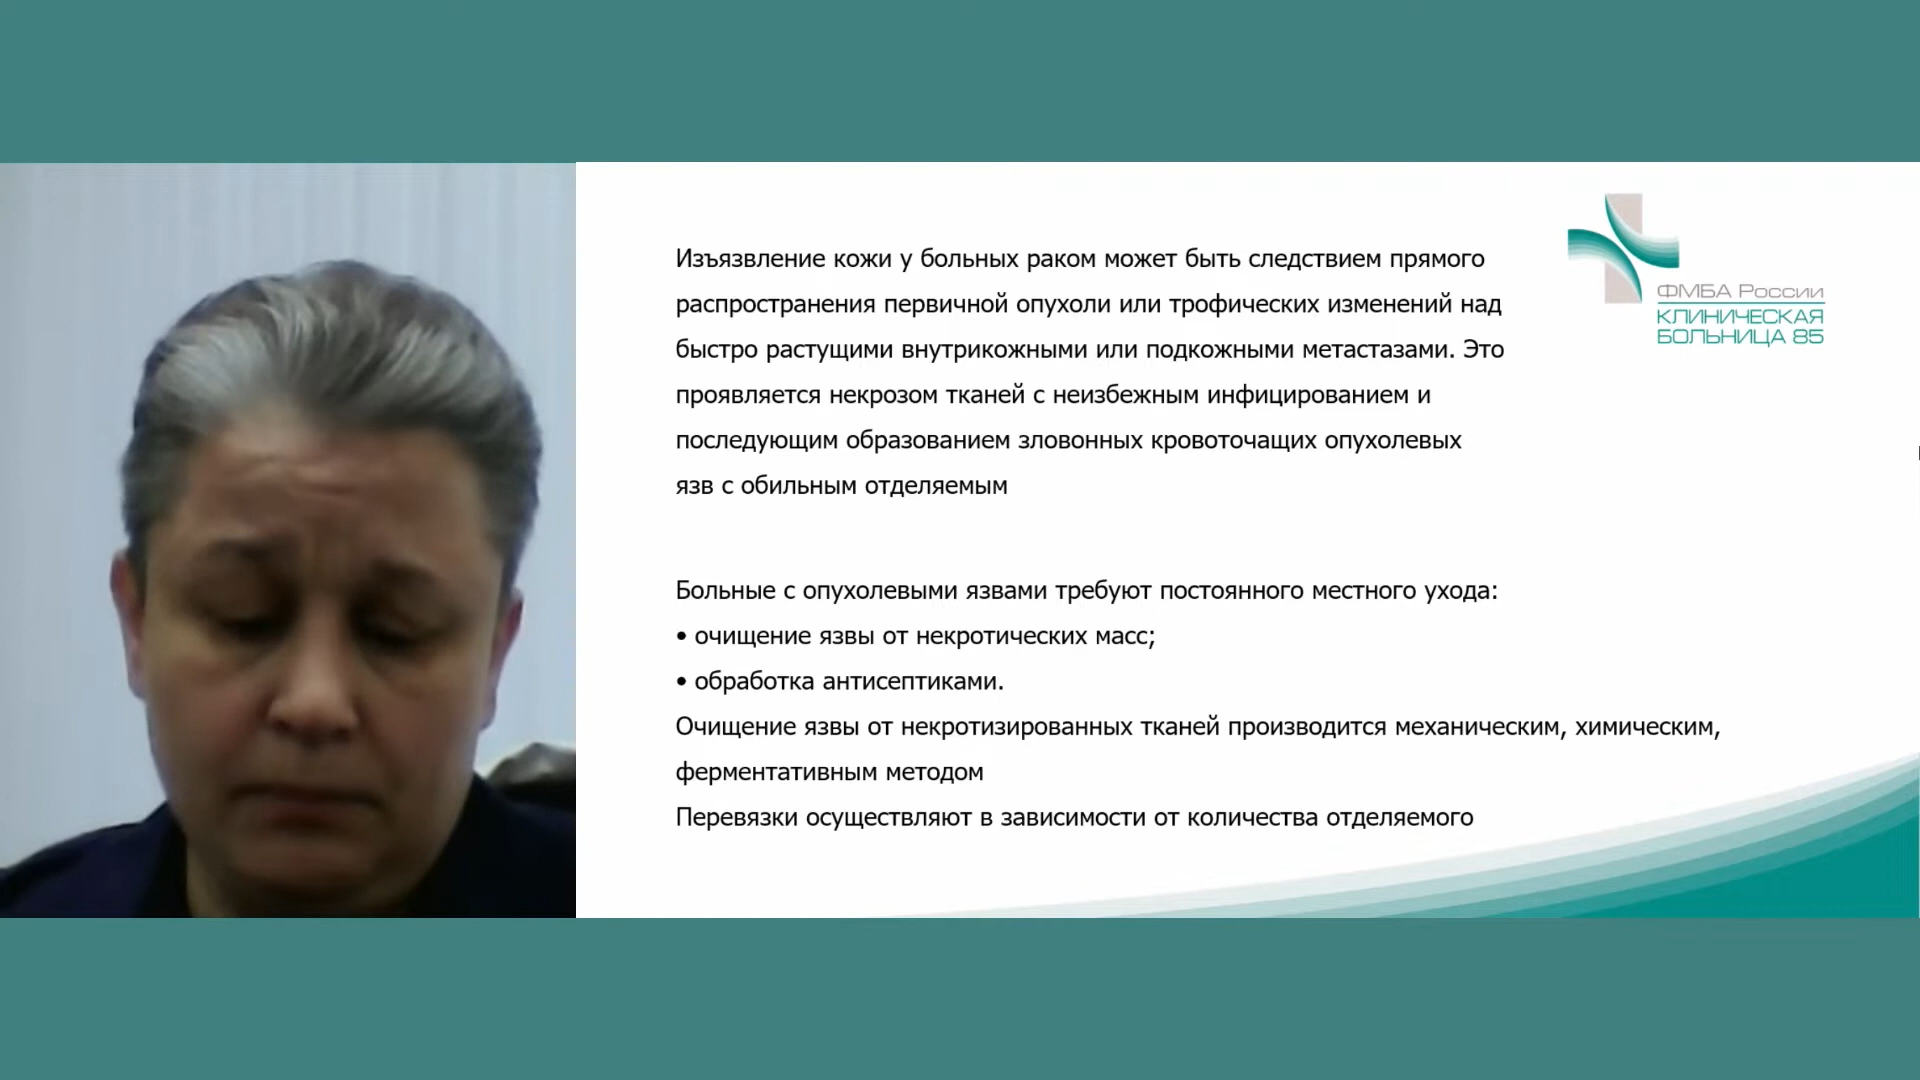 Изъязвление кожи у больных раком может быть следствием прямого
распространения первичной опухоли или трофических изменений над
быстро растущими внутрикожными или подкожными метастазами. Это
проявляется некрозом тканей с неизбежным инфицированием и
последующим образованием зловонных кровоточащих опухолевых
язв с обильным отделяемым
ФМБА России
КЛИНИЧЕСКАЯ
БОЛЬНИЦА 85
Больные с опухолевыми язвами требуют постоянного местного ухода:
• очищение язвы от некротических масс;
• обработка антисептиками.
Очищение язвы от некротизированных тканей производится механическим, химическим,
ферментативным методом
Перевязки осуществляют в зависимости от количества отделяемого